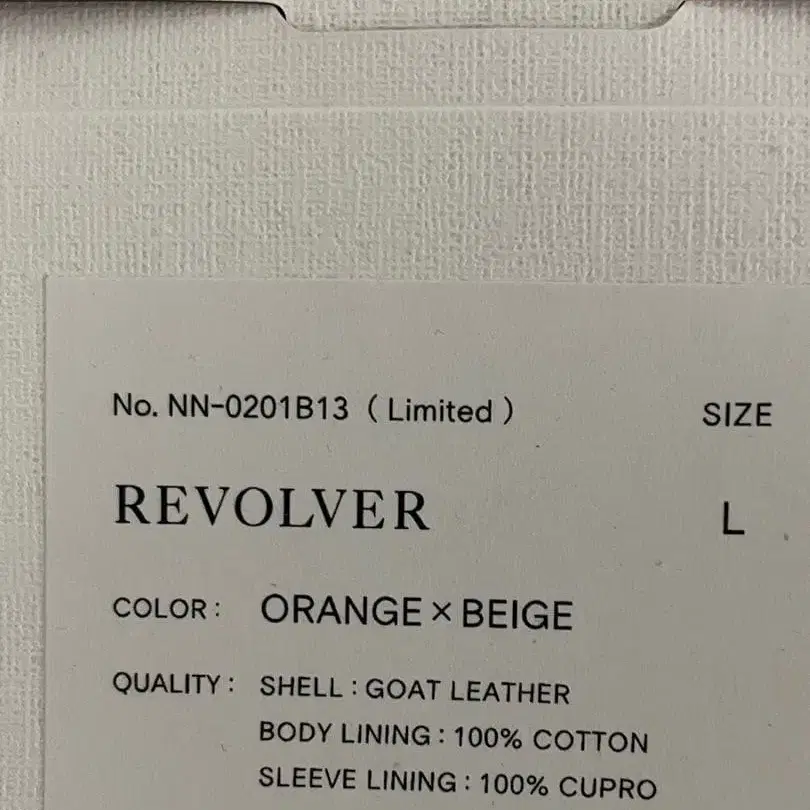 No. NN-0201B13 ( Limited ) SIZE
REVOLVER L
COLOR : ORANGE × BEIGE
QUALITY : SHELL : GOAT LEATHER
BODY LINING : 100% COTTON
SLEEVE LINING : 100% CUPRO